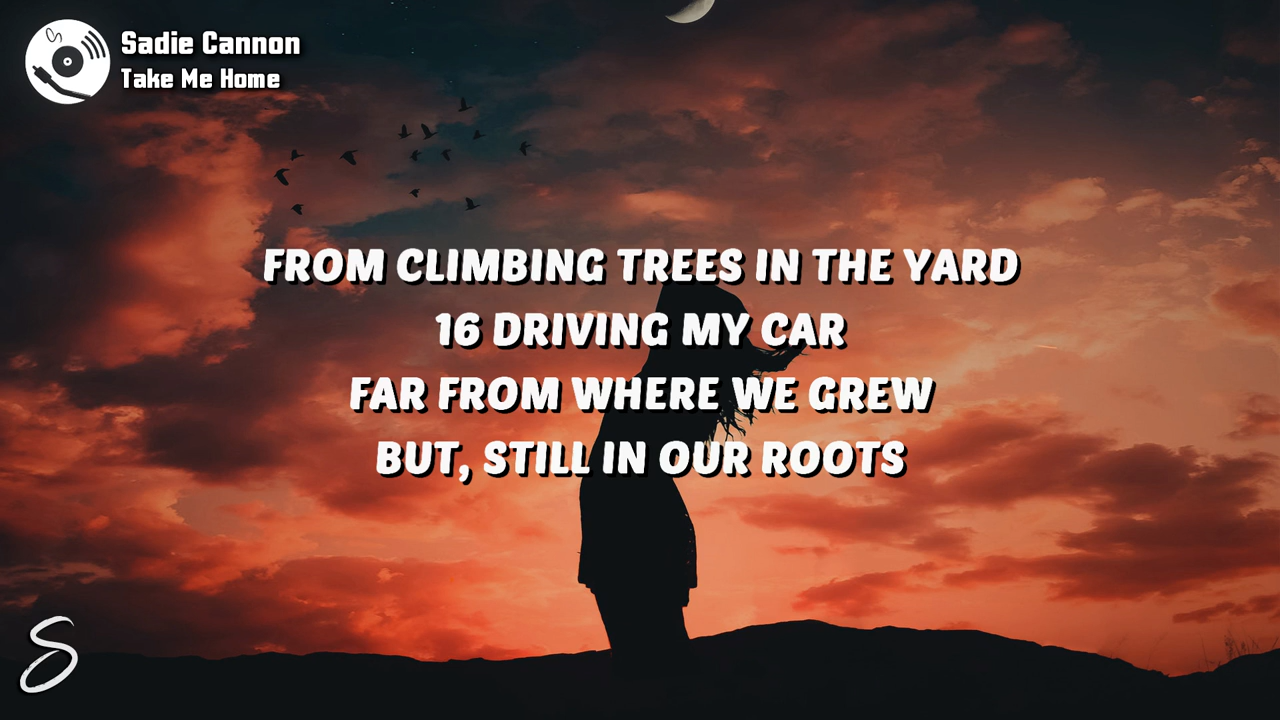 Sadie Cannon
Take Me Home
FROM CLIMBING TREES IN THE YARD
16 DRIVING MY CAR
FAR FROM WHERE WE GREW
BUT, STILL IN OUR ROOTS
S